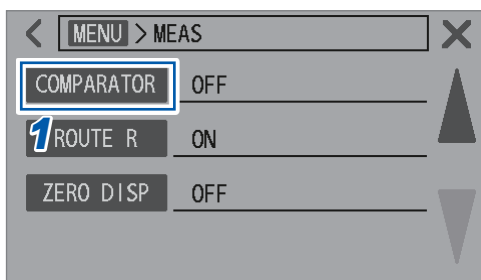 MENU > MEAS
COMPARATOR OFF
1
ROUTE R ON
ZERO DISP OFF